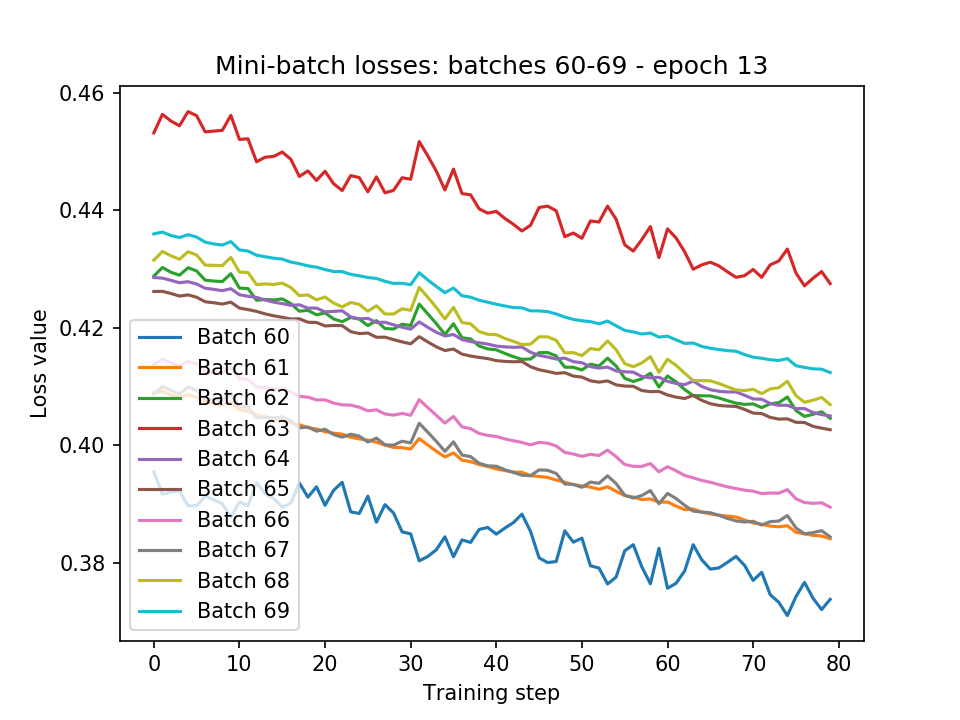 Mini-batch losses: batches 60-69 - epoch 13
Loss value
0.46
0.44
0.42
0.40
0.38
Batch 60
Batch 61
Batch 62
Batch 63
Batch 64
Batch 65
Batch 66
Batch 67
Batch 68
Batch 69
0 10 20 30 40 50 60 70 80
Training step